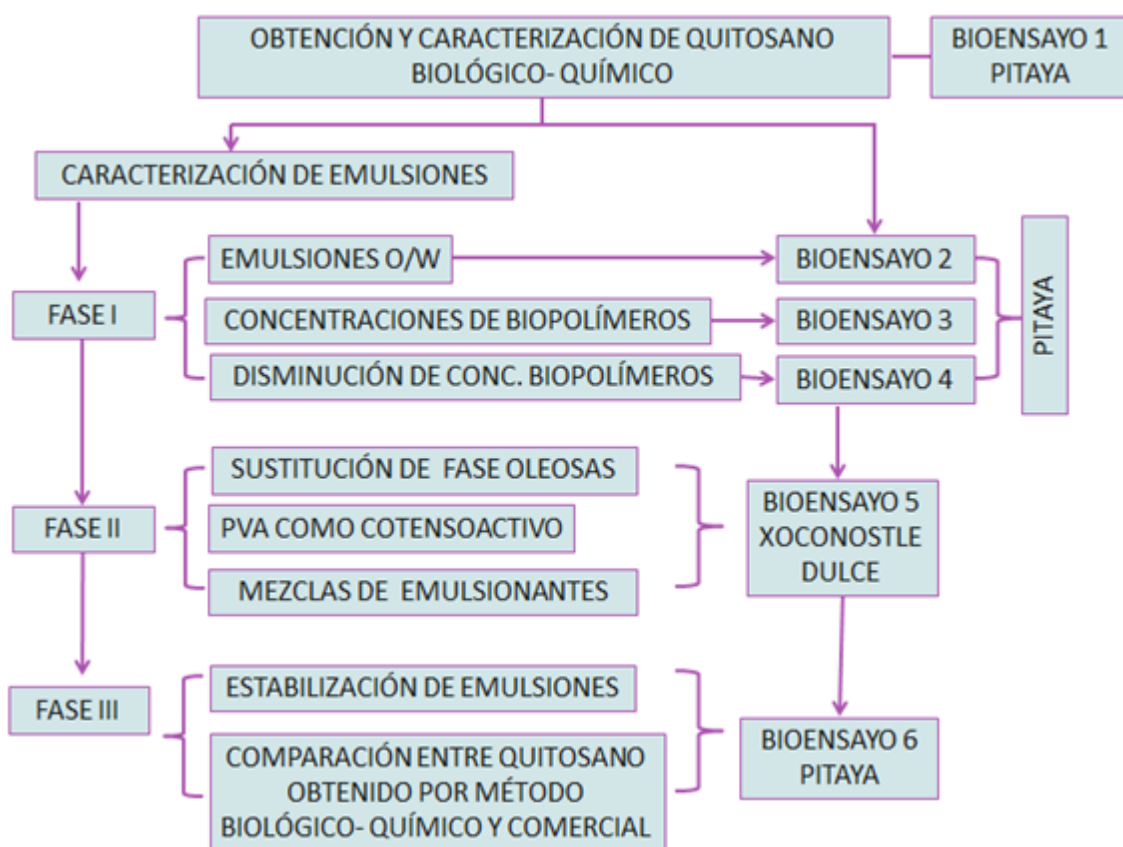 OBTENCIÓN Y CARACTERIZACIÓN DE QUITOSANO
BIOLÓGICO- QUÍMICO
BIOENSAYO 1
PITAYA
CARACTERIZACIÓN DE EMULSIONES
FASE I
EMULSIONES O/W
BIOENSAYO 2
CONCENTRACIONES DE BIOPOLÍMEROS
BIOENSAYO 3
DISMINUCIÓN DE CONC. BIOPOLÍMEROS
BIOENSAYO 4
PITAYA
FASE II
SUSTITUCIÓN DE FASE OLEOSAS
PVA COMO COTENSOACTIVO
MEZCLAS DE EMULSIONANTES
BIOENSAYO 5
XOCONOSTLE
DULCE
FASE III
ESTABILIZACIÓN DE EMULSIONES
COMPARACIÓN ENTRE QUITOSANO
OBTENIDO POR MÉTODO
BIOLÓGICO- QUÍMICO Y COMERCIAL
BIOENSAYO 6
PITAYA